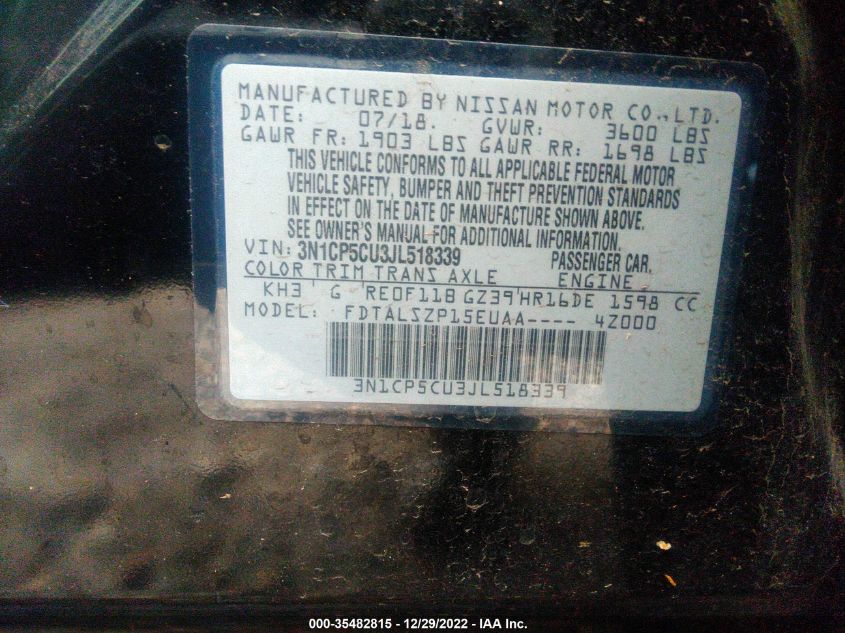 MANUFACTURED BY NISSAN MOTOR CO.,LTD.
DATE: 07/18. GVWR: 3600 LBS
GAWR FR: 1903 LBS GAWR RR: 1698 LBS
THIS VEHICLE CONFORMS TO ALL APPLICABLE FEDERAL MOTOR
VEHICLE SAFETY, BUMPER AND THEFT PREVENTION STANDARDS
IN EFFECT ON THE DATE OF MANUFACTURE SHOWN ABOVE.
SEE OWNER'S MANUAL FOR ADDITIONAL INFORMATION.
VIN: 3N1CP5CU3JL518339 PASSENGER CAR.
COLOR TRIM TRANS AXLE ENGINE
KH3 ' G ' RE0F11B GZ39'HR16DE 1598 CC
MODEL: FDTALSZP15EUAA---- 4Z000
3N1CP5CU3JL518339
000-35482815 - 12/29/2022 - IAA Inc.